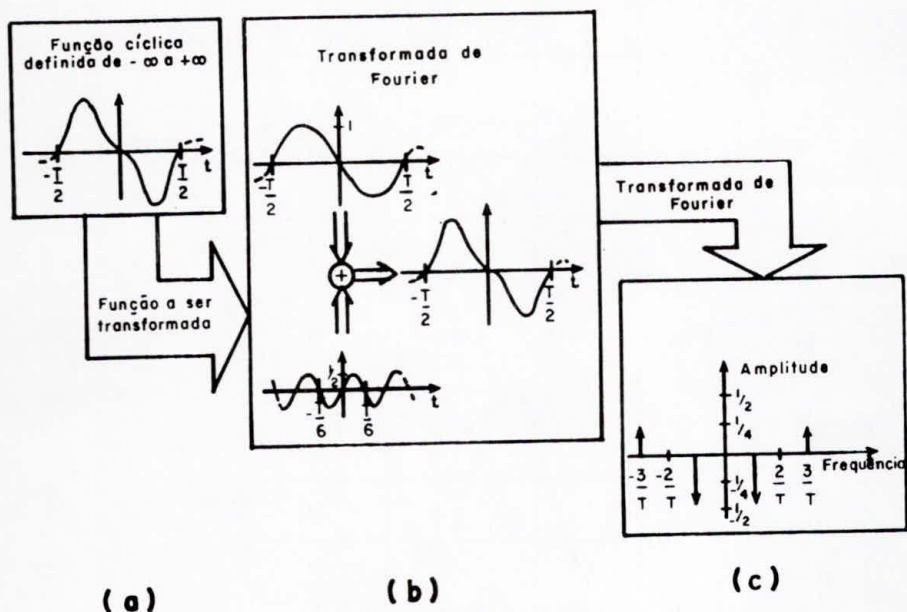 Função cíclica
definida de - ∞ a + ∞
t
-T/2
T/2
Função a ser
transformada
Transformada de
Fourier
1
t
-T/2
T/2
+
t
-T/2
T/2
1/2
t
-T/6
T/6
Transformada de
Fourier
Amplitude
1/2
1/4
Frequência
-3/T
-2/T
2/T
3/T
-1/4
-1/2
(a)
(b)
(c)